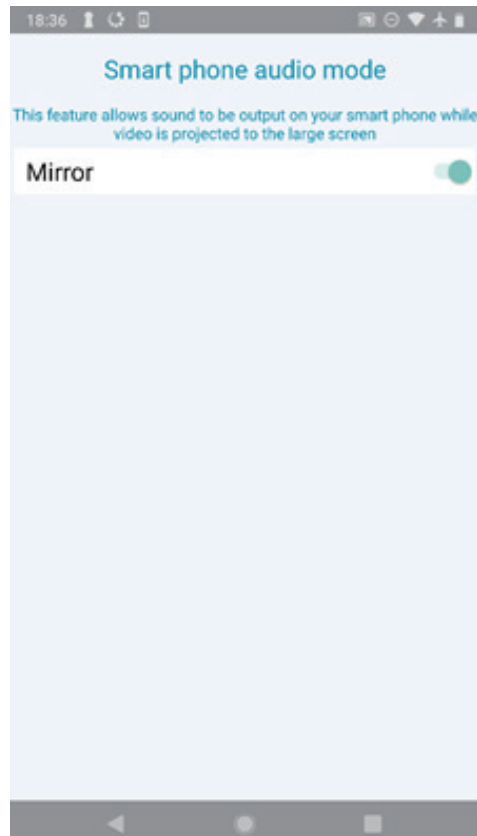 18:36
Smart phone audio mode
This feature allows sound to be output on your smart phone while
video is projected to the large screen
Mirror